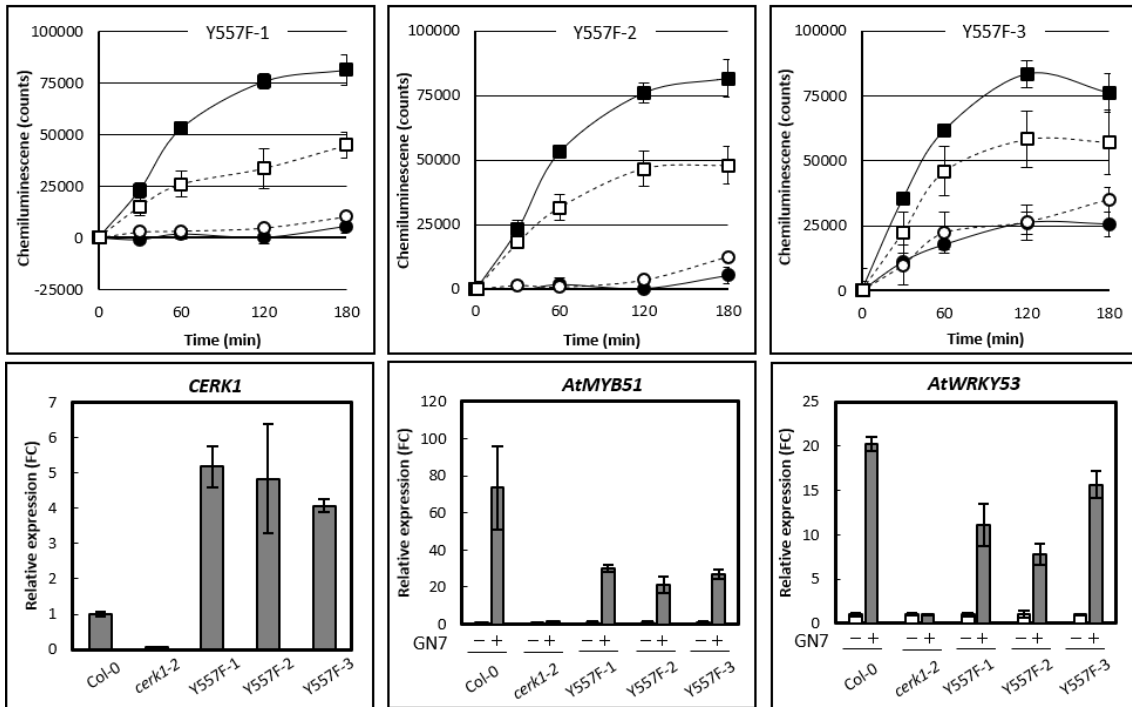 Y557F-1
Chemiluminescene (counts)
100000
75000
50000
25000
0
-25000
0 60 120 180
Time (min)
Y557F-2
Chemiluminescene (counts)
100000
75000
50000
25000
0
0 60 120 180
Time (min)
Y557F-3
Chemiluminescene (counts)
100000
75000
50000
25000
0
0 60 120 180
Time (min)
CERK1
Relative expression (FC)
7
6
5
4
3
2
1
0
Col-0 cerk1-2 Y557F-1 Y557F-2 Y557F-3
AtMYB51
Relative expression (FC)
120
100
80
60
40
20
0
GN7 − + − + − + − + − +
Col-0 cerk1-2 Y557F-1 Y557F-2 Y557F-3
AtWRKY53
Relative expression (FC)
25
20
15
10
5
0
GN7 − + − + − + − + − +
Col-0 cerk1-2 Y557F-1 Y557F-2 Y557F-3